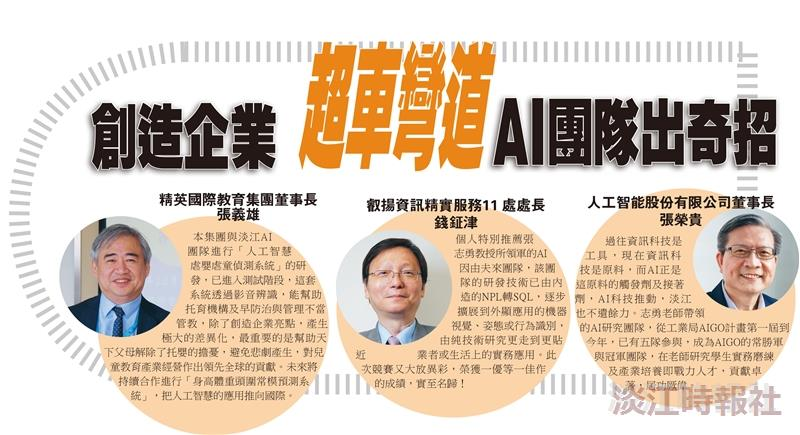 創造企業 超車彎道 AI團隊出奇招
精英國際教育集團董事長
張義雄
本集團與淡江AI
團隊進行「人工智慧
虐嬰虐童偵測系統」的研
發，已進入測試階段，這套
系統透過影音辨識，能幫助
托育機構及早防治與管理不當
管教，除了創造企業亮點，產生
極大的差異化，最重要的是幫助天
下父母解除了托嬰的擔憂，避免悲劇產生，對兒
童教育產業經營作出領先全球的貢獻。未來將
持續合作進行「身高體重頭圍常模預測系
統」，把人工智慧的應用推向國際。
叡揚資訊精實服務11 處處長
錢鉦津
個人特別推薦張
志勇教授所領軍的AI
因由未來團隊，該團
隊的研發技術已由內
造的NPL轉SQL，逐步
擴展到外顯應用的機器
視覺，姿態或行為識別，
由純技術研究更走到更貼
近業者或生活上的實務應用。此
次競賽又大放異彩，榮獲一優等一佳作
的成績，實至名歸！
人工智能股份有限公司董事長
張榮貴
過往資訊科技是
工具，現在資訊科
技是原料，而AI正是
這原料的觸發劑及接著
劑，AI科技推動，淡江
也不遺餘力。志勇老師帶領
的AI研究團隊，從工業局AIGO計畫第一屆到
今年，已有五隊參與，成為AIGO的常勝軍
與冠軍團隊，在老師研究學生實務磨練
及產業培養即戰力人才，貢獻卓
著，居功厥偉。
淡江時報社